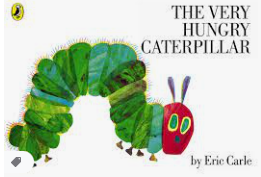 THE VERY
HUNGRY
CATERPILLAR
by Eric Carle